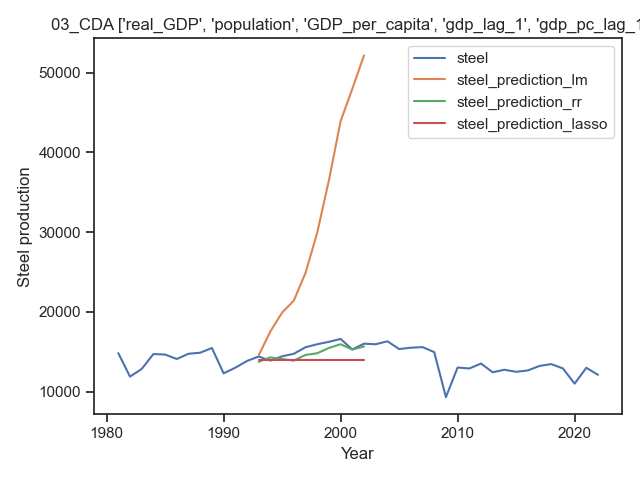 03_CDA ['real_GDP', 'population', 'GDP_per_capita', 'gdp_lag_1', 'gdp_pc_lag_1
steel
steel_prediction_lm
steel_prediction_rr
steel_prediction_lasso
50000
40000
30000
20000
10000
Steel production
1980
1990
2000
2010
2020
Year